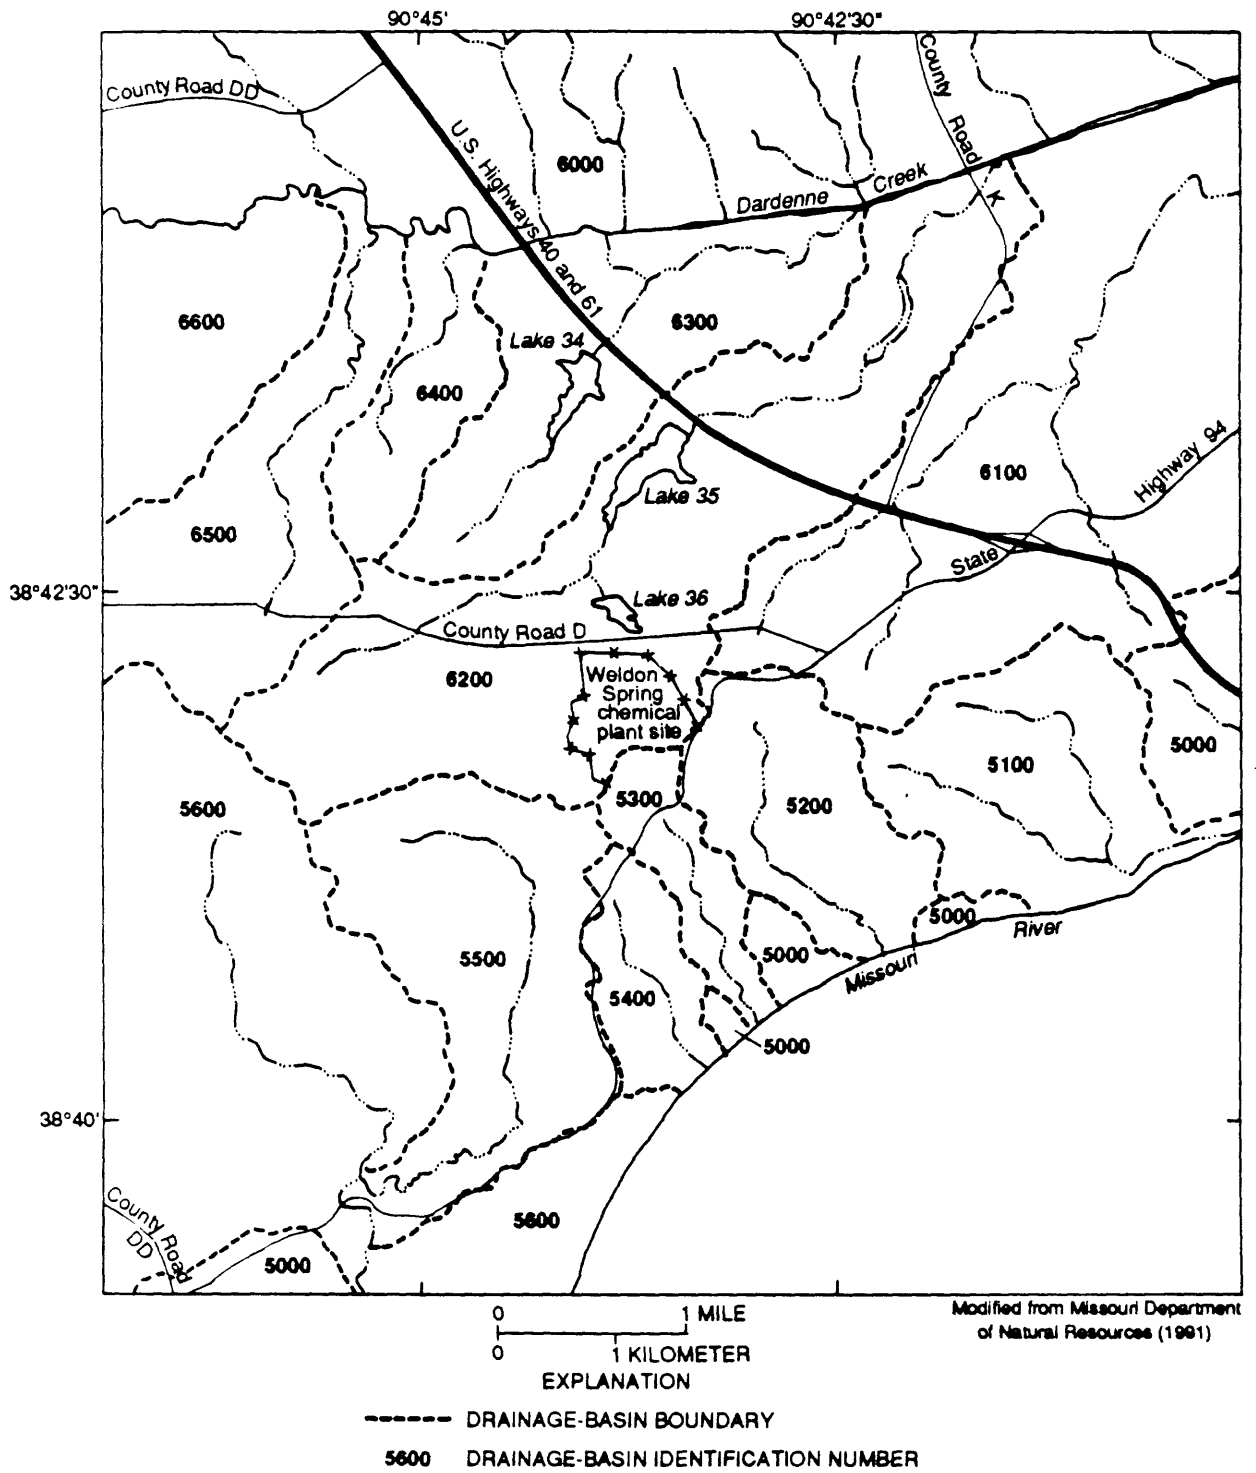 90°45'
90°42'30"
County Road DD
County Road K
U.S. Highways 40 and 61
6000
Dardenne Creek
6600
6300
Lake 34
6400
Highway 94
6100
Lake 35
6500
State
38°42'30"
Lake 36
County Road D
6200
Weldon
Spring
chemical
plant site
5000
5100
5600
5300
5200
5000
River
5500
5000
Missouri
5400
5000
38°40'
County Road
DD
5600
5000
0 1 MILE
0 1 KILOMETER
Modified from Missouri Department
of Natural Resources (1991)
EXPLANATION
DRAINAGE-BASIN BOUNDARY
5600 DRAINAGE-BASIN IDENTIFICATION NUMBER